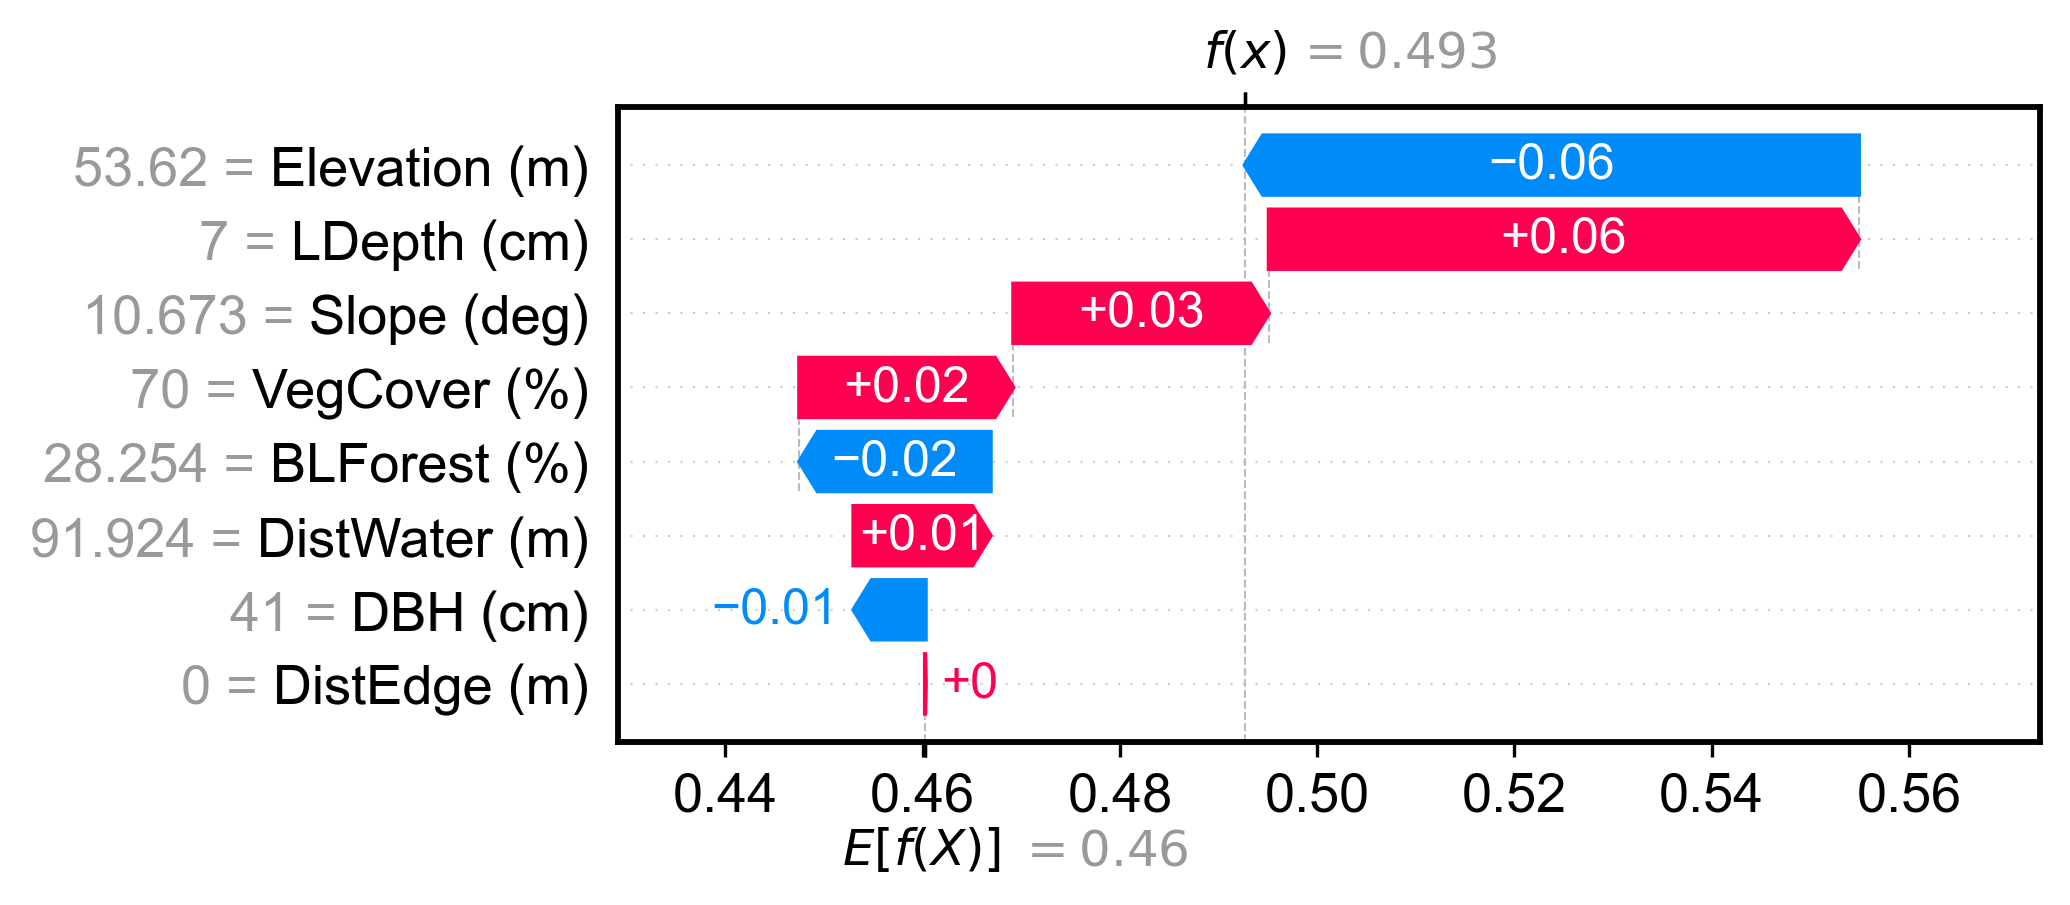 f(x) = 0.493
53.62 = Elevation (m) −0.06
7 = LDepth (cm) +0.06
10.673 = Slope (deg) +0.03
70 = VegCover (%) +0.02
28.254 = BLForest (%) −0.02
91.924 = DistWater (m) +0.01
41 = DBH (cm) −0.01
0 = DistEdge (m) +0
0.44 0.46 0.48 0.50 0.52 0.54 0.56
E[f(X)] = 0.46